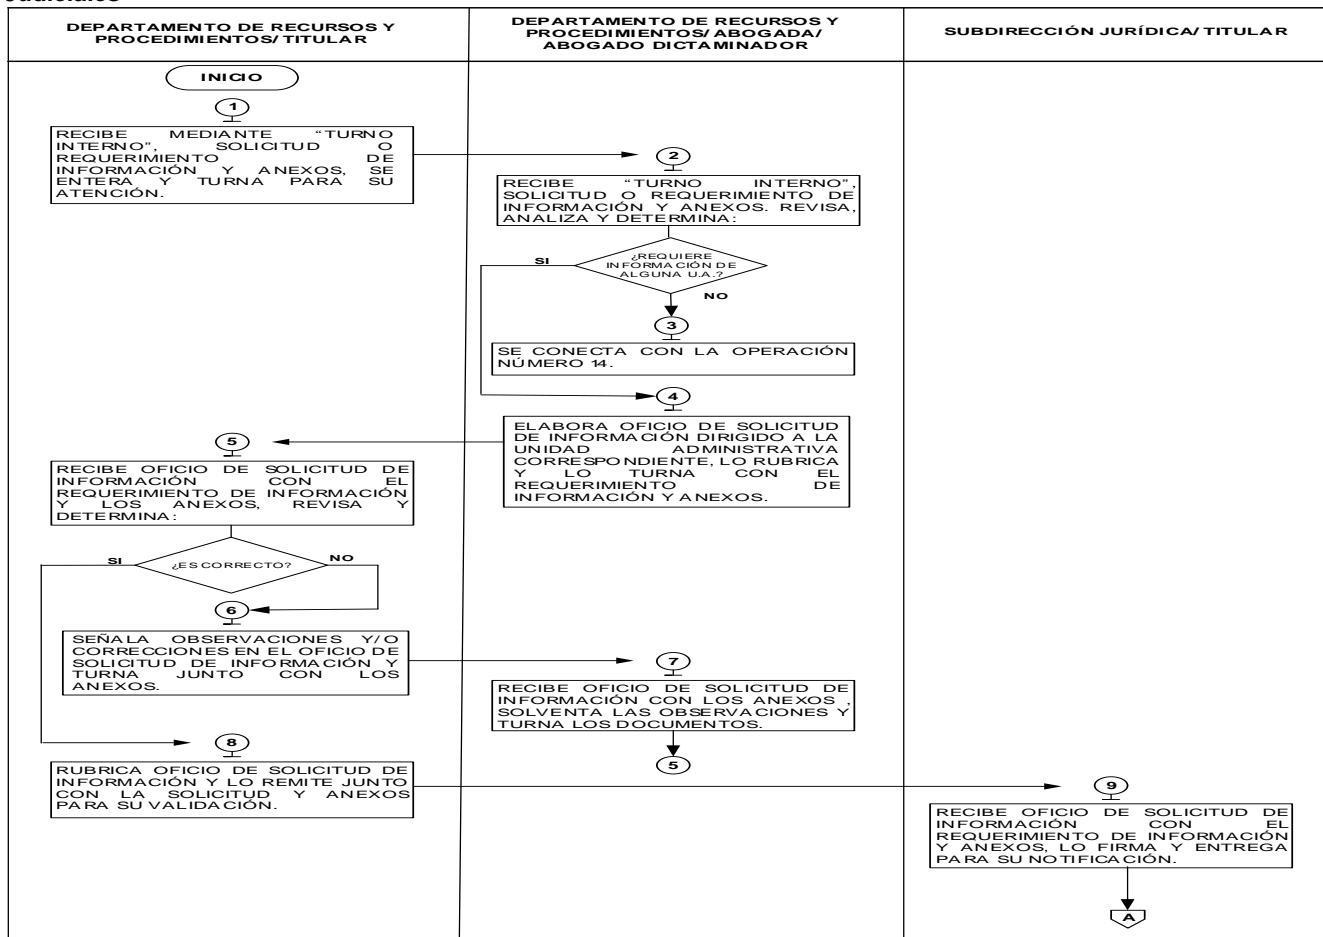 DEPARTAMENTO DE RECURSOS Y
PROCEDIMIENTOS/ TITULAR
DEPARTAMENTO DE RECURSOS Y
PROCEDIMIENTOS/ ABOGADA/
ABOGADO DICTAMINADOR
SUBDIRECCIÓN JURÍDICA/ TITULAR
INICIO
1
RECIBE MEDIANTE “TURNO
INTERNO”, SOLICITUD O
REQUERIMIENTO DE
INFORMACIÓN Y ANEXOS, SE
ENTERA Y TURNA PARA SU
ATENCIÓN.
2
RECIBE “TURNO INTERNO”,
SOLICITUD O REQUERIMIENTO DE
INFORMACIÓN Y ANEXOS. REVISA,
ANALIZA Y DETERMINA:
¿REQUIERE
INFORMACIÓN DE
ALGUNA U.A.?
SI
NO
3
SE CONECTA CON LA OPERACIÓN
NÚMERO 14.
4
ELABORA OFICIO DE SOLICITUD
DE INFORMACIÓN DIRIGIDO A LA
UNIDAD ADMINISTRATIVA
CORRESPONDIENTE, LO RUBRICA
Y LO TURNA CON EL
REQUERIMIENTO DE
INFORMACIÓN Y ANEXOS.
5
RECIBE OFICIO DE SOLICITUD DE
INFORMACIÓN CON EL
REQUERIMIENTO DE INFORMACIÓN
Y LOS ANEXOS, REVISA Y
DETERMINA:
SI
¿ES CORRECTO?
NO
6
SEÑALA OBSERVACIONES Y/O
CORRECCIONES EN EL OFICIO DE
SOLICITUD DE INFORMACIÓN Y
TURNA JUNTO CON LOS
ANEXOS.
7
RECIBE OFICIO DE SOLICITUD DE
INFORMACIÓN CON LOS ANEXOS ,
SOLVENTA LAS OBSERVACIONES Y
TURNA LOS DOCUMENTOS.
5
8
RUBRICA OFICIO DE SOLICITUD DE
INFORMACIÓN Y LO REMITE JUNTO
CON LA SOLICITUD Y ANEXOS
PARA SU VALIDACIÓN.
9
RECIBE OFICIO DE SOLICITUD DE
INFORMACIÓN CON EL
REQUERIMIENTO DE INFORMACIÓN
Y ANEXOS, LO FIRMA Y ENTREGA
PARA SU NOTIFICACIÓN.
A